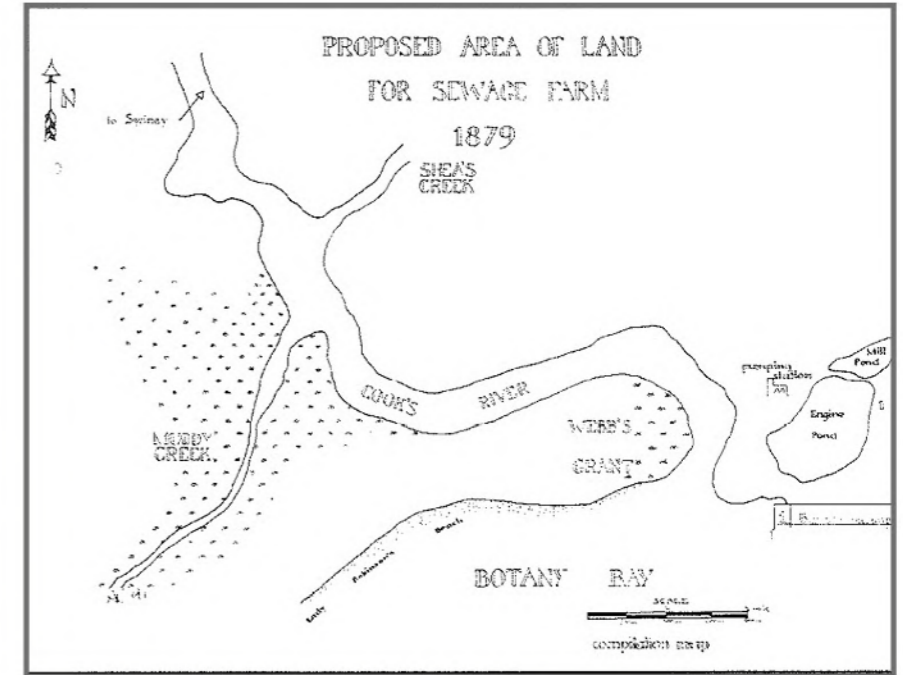 PROPOSED AREA OF LAND
FOR SEWAGE FARM
1879
N
to Sydney
SHEA'S
CREEK
Mill
Pond
pumping
station
Engine
Pond
COOK'S RIVER
WEBB'S
GRANT
MUDDY
CREEK
Lady Robinson's Beach
BOTANY BAY
compilation map